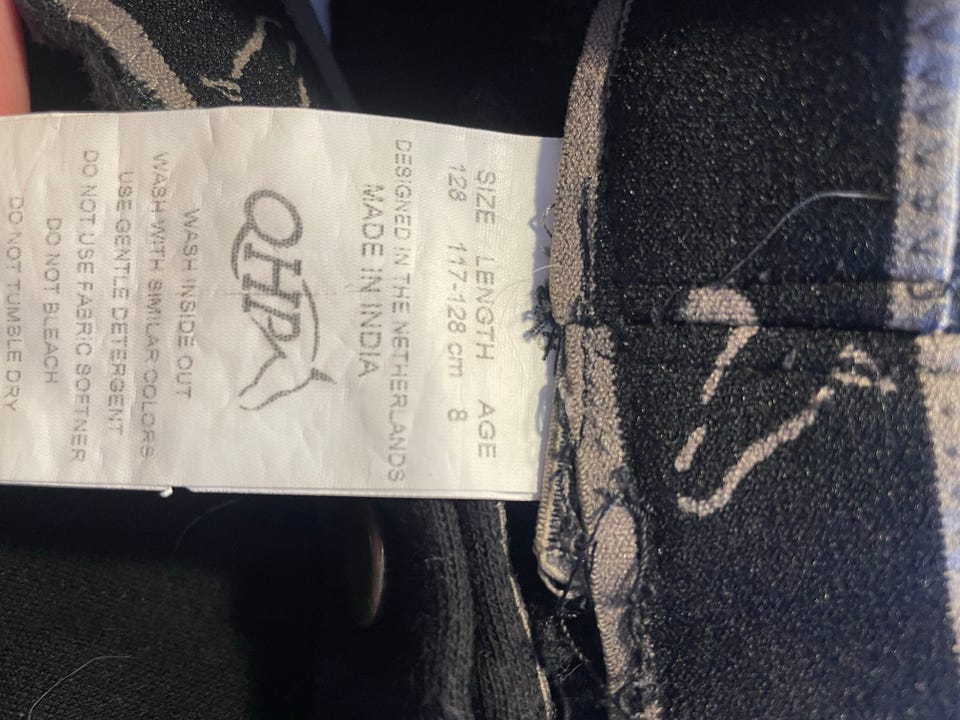 SIZE LENGTH AGE
128 117-128 cm 8
DESIGNED IN THE NETHERLANDS
MADE IN INDIA
QHP
WASH INSIDE OUT
WASH WITH SIMILAR COLORS
USE GENTLE DETERGENT
DO NOT USE FABRIC SOFTNER
DO NOT BLEACH
DO NOT TUMBLE DRY